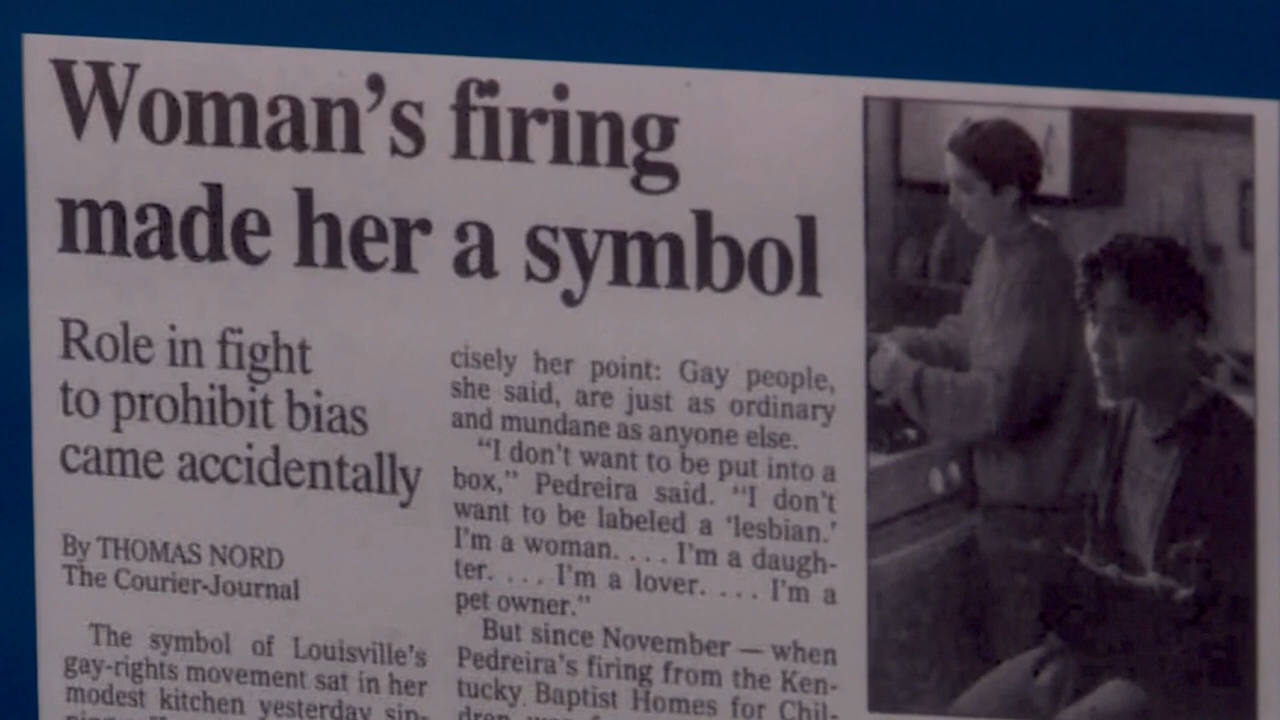 Woman's firing
made her a symbol
Role in fight
to prohibit bias
came accidentally
By THOMAS NORD
The Courier-Journal
The symbol of Louisville's
gay-rights movement sat in her
modest kitchen yesterday sip-
cisely her point: Gay people,
she said, are just as ordinary
and mundane as anyone else.
"I don't want to be put into a
box," Pedreira said. "I don't
want to be labeled a 'lesbian.'
I'm a woman. . . . I'm a daugh-
ter. . . . I'm a lover. . . . I'm a
pet owner."
But since November — when
Pedreira's firing from the Ken-
tucky Baptist Homes for Chil-